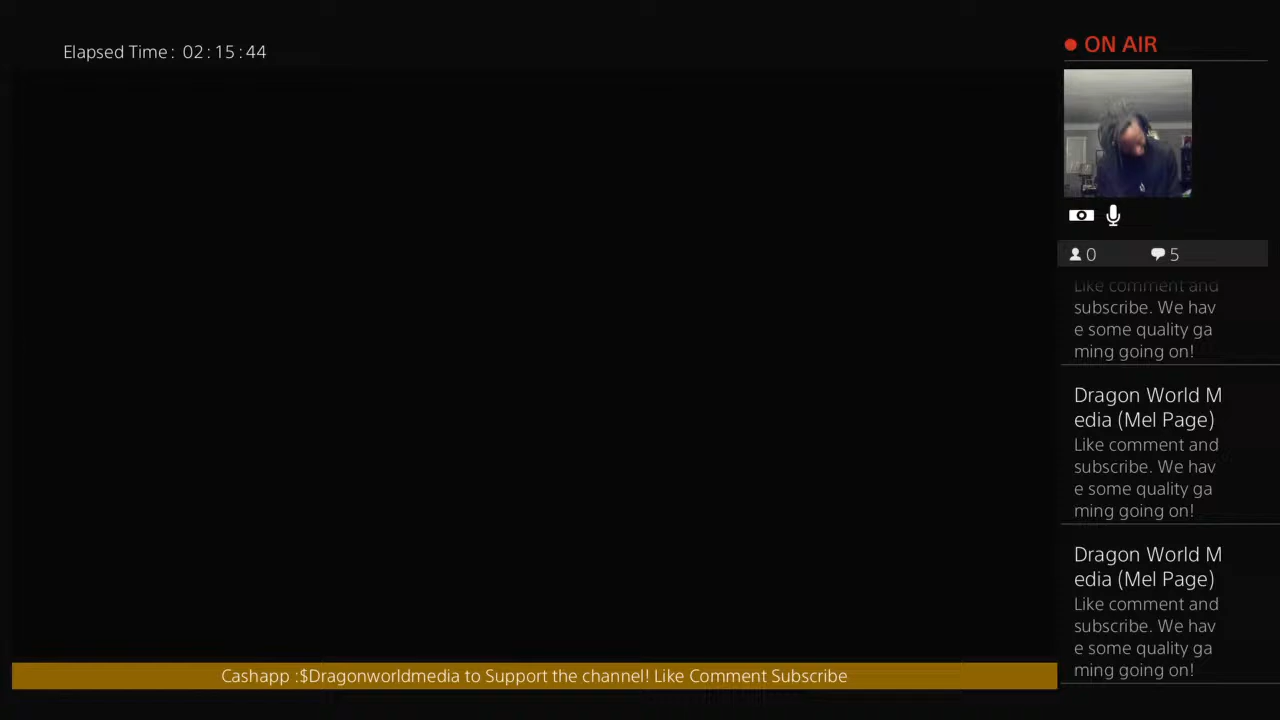 Elapsed Time: 02:15:44
ON AIR
0 5
Like comment and
subscribe. We hav
e some quality ga
ming going on!
Dragon World M
edia (Mel Page)
Like comment and
subscribe. We hav
e some quality ga
ming going on!
Dragon World M
edia (Mel Page)
Like comment and
subscribe. We hav
e some quality ga
ming going on!
Cashapp :$Dragonworldmedia to Support the channel! Like Comment Subscribe